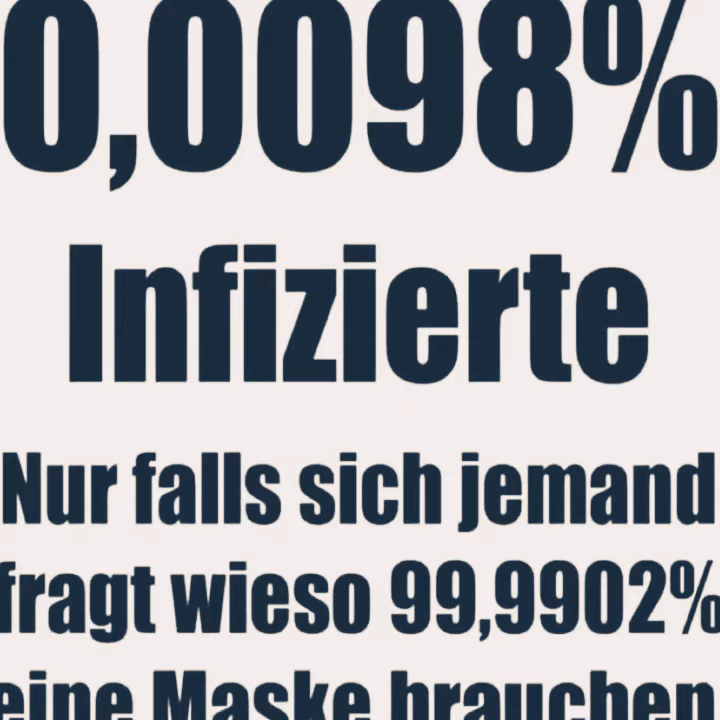 0,0098%
Infizierte
Nur falls sich jemand
fragt wieso 99,9902%
eine Maske brauchen